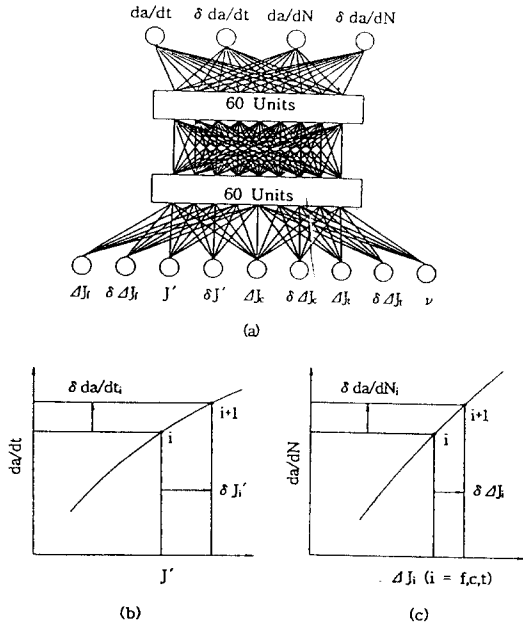 da/dt δ da/dt da/dN δ da/dN
60 Units
60 Units
ΔJf δ ΔJf J′ δJ′ ΔJc δ ΔJc ΔJt δ ΔJt ν
(a)
δ da/dti
i+1
i
da/dt
δ Ji′
J′
(b)
δ da/dNi
i+1
i
da/dN
δ ΔJi
ΔJi (i = f,c,t)
(c)